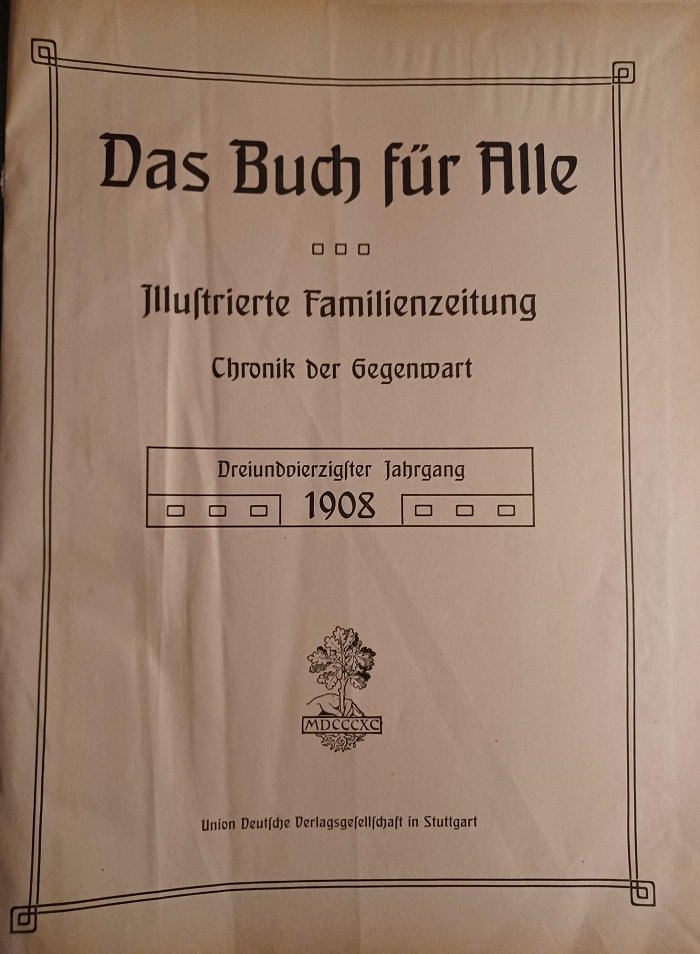 Das Buch für Alle
Illuſtrierte Familienzeitung
Chronik der Gegenwart
Dreiundvierzigſter Jahrgang
1908
MDCCCXC
Union Deutſche Verlagsgeſellſchaft in Stuttgart